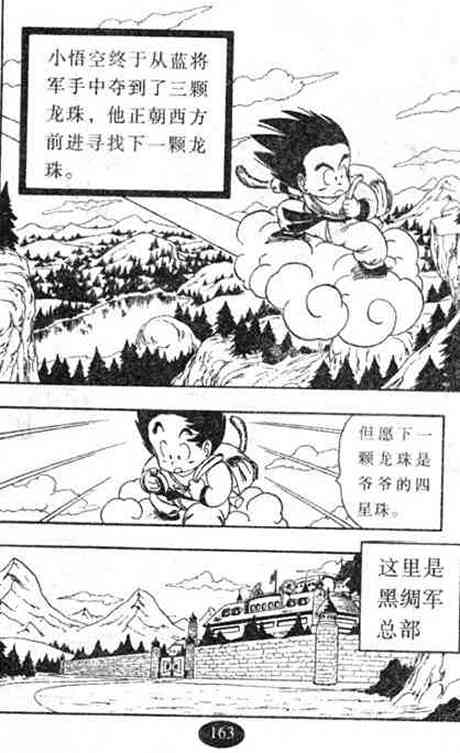 小悟空终于从蓝将
军手中夺到了三颗
龙珠，他正朝西方
前进寻找下一颗龙
珠。
但愿下一
颗龙珠是
爷爷的四
星珠。
这里是
黑绸军
总部
163